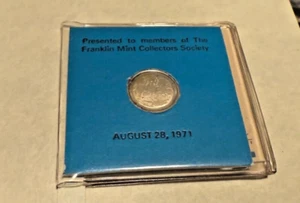 Presented to members of The
Franklin Mint Collectors Society
AUGUST 28, 1971